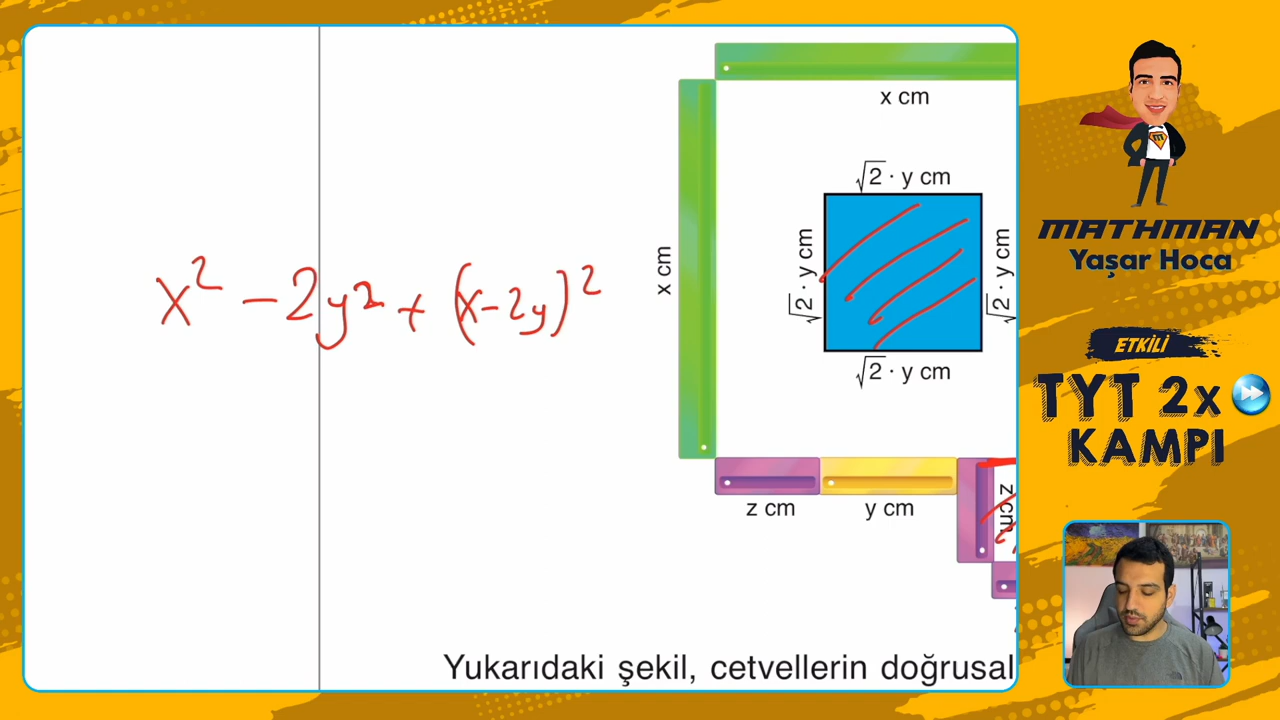 x cm
√2 · y cm
x cm
√2 · y cm
√2 · y cm
√2 · y cm
x² − 2y² + (x−2y)²
z cm
y cm
z cm
Yukarıdaki şekil, cetvellerin doğrusal
MATHMAN
Yaşar Hoca
ETKİLİ
TYT 2x
KAMPI